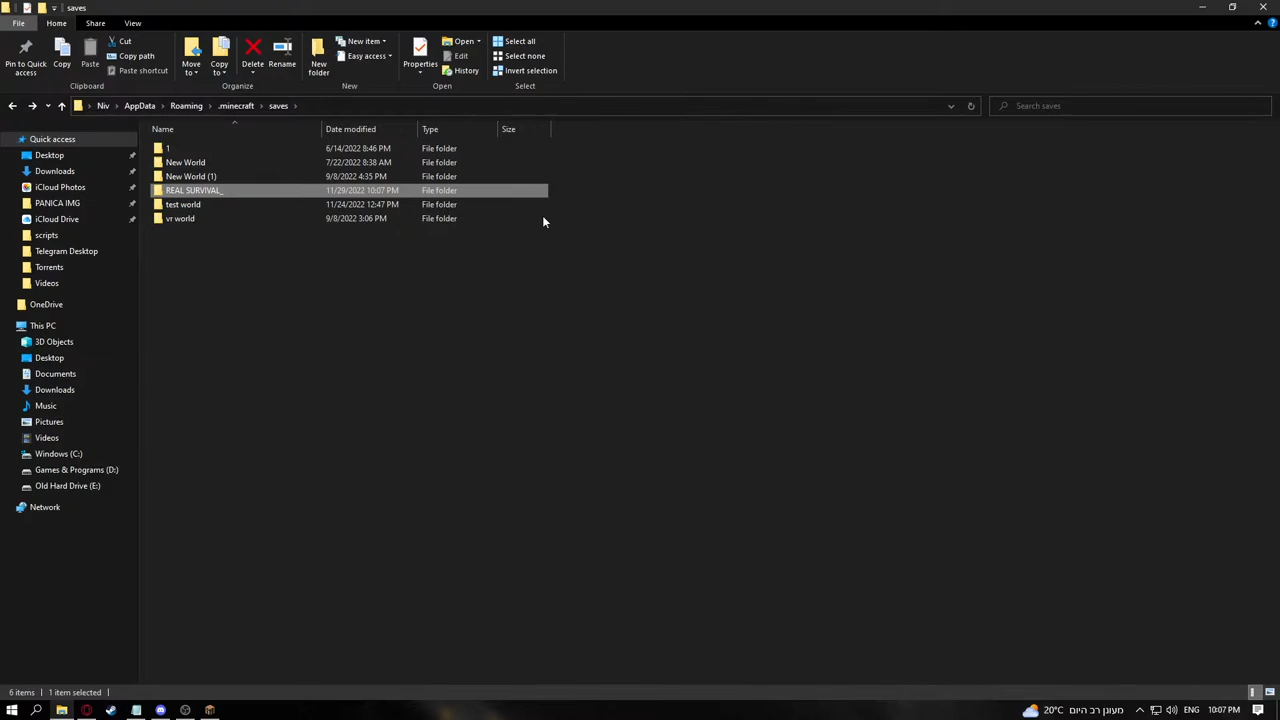 saves
File Home Share View
Pin to Quick access
Copy
Paste
Cut
Copy path
Paste shortcut
Clipboard
Move to
Copy to
Delete
Rename
Organize
New folder
New item
Easy access
New
Properties
Open
Edit
History
Open
Select all
Select none
Invert selection
Select
Niv AppData Roaming .minecraft saves
Search saves
Name Date modified Type Size
1 6/14/2022 8:46 PM File folder
New World 7/22/2022 8:38 AM File folder
New World (1) 9/8/2022 4:35 PM File folder
REAL SURVIVAL_ 11/29/2022 10:07 PM File folder
test world 11/24/2022 12:47 PM File folder
vr world 9/8/2022 3:06 PM File folder
Quick access
Desktop
Downloads
iCloud Photos
PANICA IMG
iCloud Drive
scripts
Telegram Desktop
Torrents
Videos
OneDrive
This PC
3D Objects
Desktop
Documents
Downloads
Music
Pictures
Videos
Windows (C:)
Games & Programs (D:)
Old Hard Drive (E:)
Network
6 items 1 item selected
20°C מעונן רב היום ENG 10:07 PM